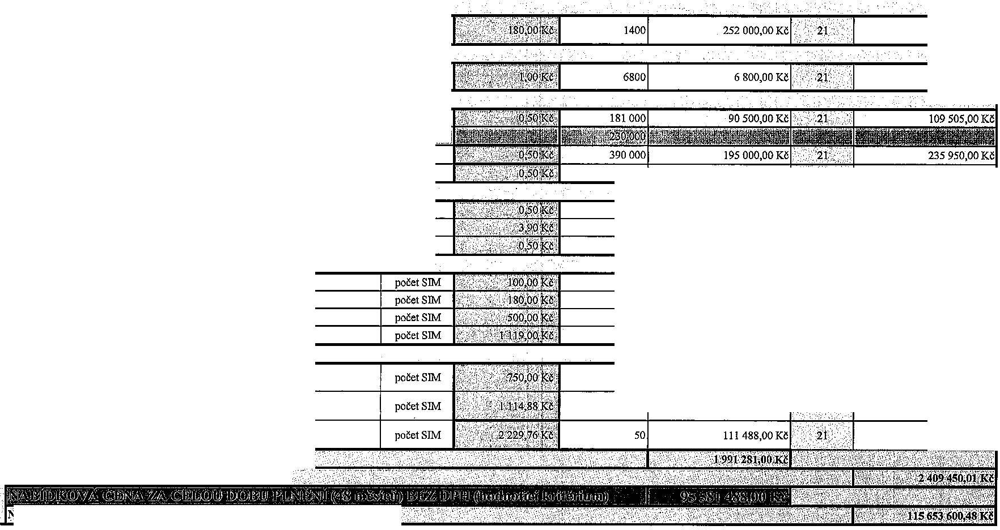 180,00 Kč 1400 252 000,00 Kč 21
1,00 Kč 6800 6 800,00 Kč 21
0,50 Kč 181 000 90 500,00 Kč 21 109 505,00 Kč
230 000
0,50 Kč 390 000 195 000,00 Kč 21 235 950,00 Kč
0,50 Kč
0,50 Kč
3,90 Kč
0,50 Kč
počet SIM 100,00 Kč
počet SIM 180,00 Kč
počet SIM 500,00 Kč
počet SIM 1 119,00 Kč
počet SIM 750,00 Kč
počet SIM 1 114,88 Kč
počet SIM 2 229,76 Kč 50 111 488,00 Kč 21
1 991 281,00 Kč
2 409 450,01 Kč
NABÍDKOVÁ CENA ZA CELOU DOBU PLNĚNÍ (48 měsíců) BEZ DPH (hodnotící kritérium) 95 581 488,00 Kč
N 115 653 600,48 Kč